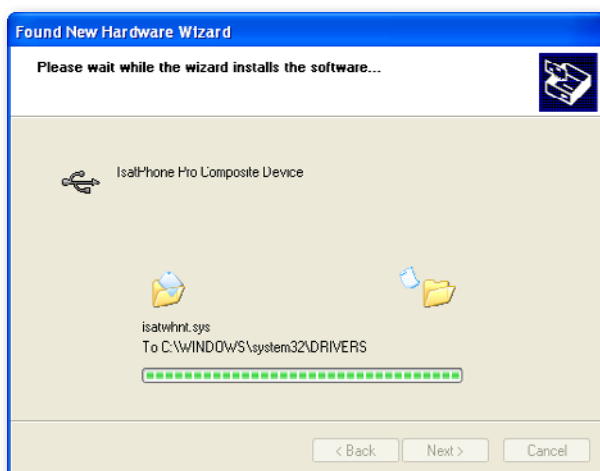 Found New Hardware Wizard
Please wait while the wizard installs the software...
IsatPhone Pro Composite Device
isatwhnt.sys
To C:\WINDOWS\system32\DRIVERS
< Back Next > Cancel